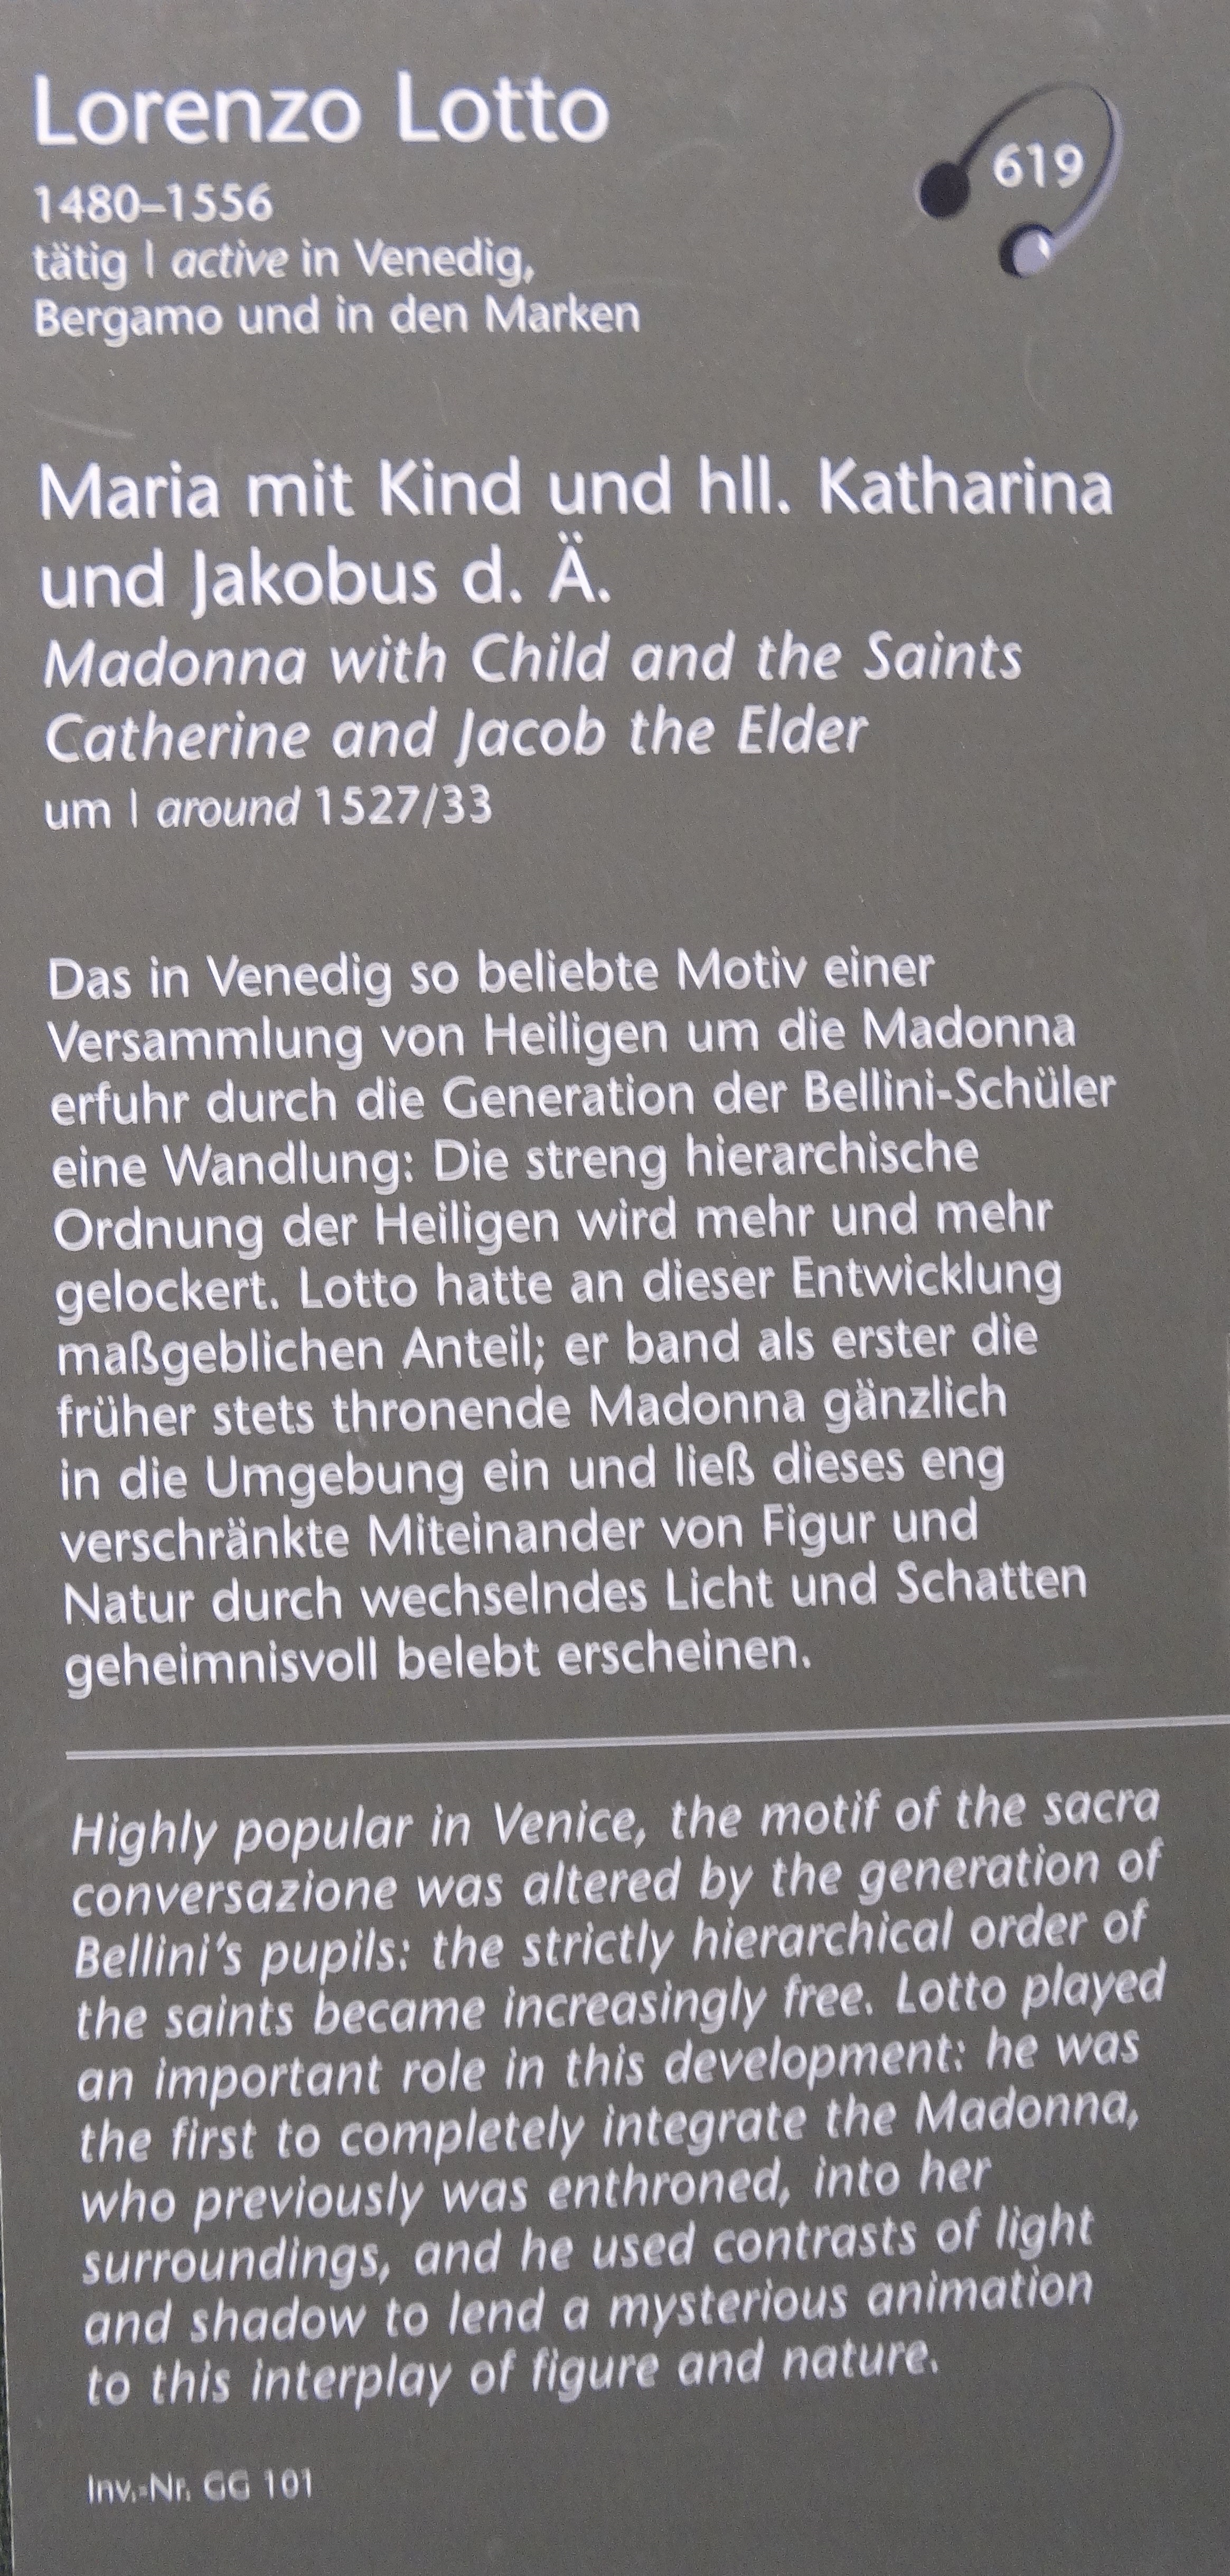 Lorenzo Lotto
619
1480–1556
tätig | active in Venedig,
Bergamo und in den Marken
Maria mit Kind und hll. Katharina
und Jakobus d. Ä.
Madonna with Child and the Saints
Catherine and Jacob the Elder
um | around 1527/33
Das in Venedig so beliebte Motiv einer
Versammlung von Heiligen um die Madonna
erfuhr durch die Generation der Bellini-Schüler
eine Wandlung: Die streng hierarchische
Ordnung der Heiligen wird mehr und mehr
gelockert. Lotto hatte an dieser Entwicklung
maßgeblichen Anteil; er band als erster die
früher stets thronende Madonna gänzlich
in die Umgebung ein und ließ dieses eng
verschränkte Miteinander von Figur und
Natur durch wechselndes Licht und Schatten
geheimnisvoll belebt erscheinen.
Highly popular in Venice, the motif of the sacra
conversazione was altered by the generation of
Bellini's pupils: the strictly hierarchical order of
the saints became increasingly free. Lotto played
an important role in this development: he was
the first to completely integrate the Madonna,
who previously was enthroned, into her
surroundings, and he used contrasts of light
and shadow to lend a mysterious animation
to this interplay of figure and nature.
Inv.-Nr. GG 101